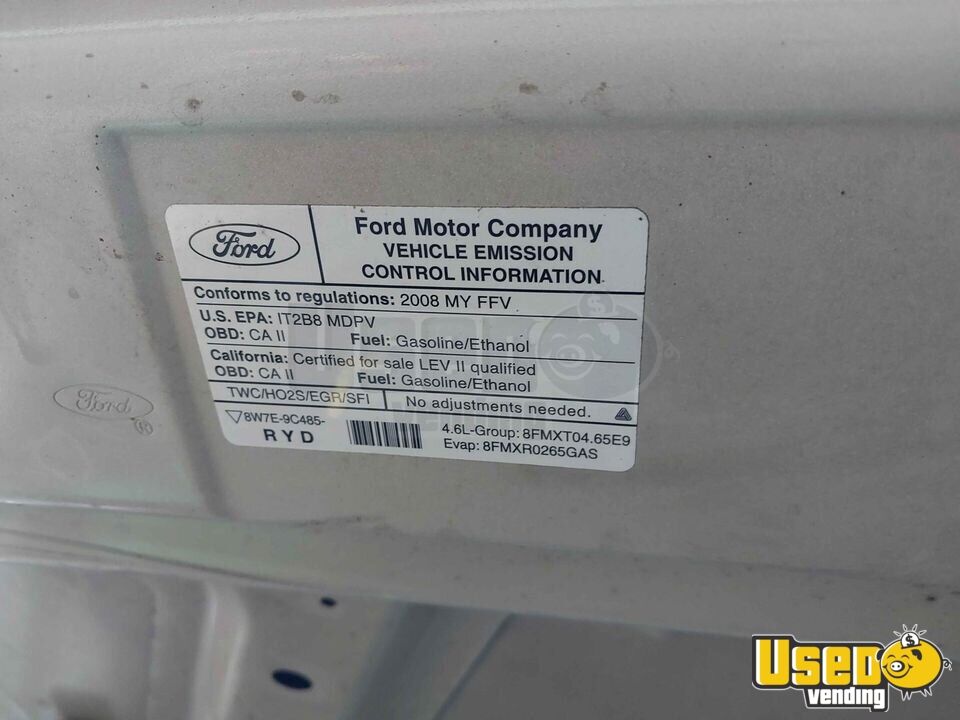 Ford
Ford Motor Company
VEHICLE EMISSION
CONTROL INFORMATION
Conforms to regulations: 2008 MY FFV
U.S. EPA: IT2B8 MDPV
OBD: CA II Fuel: Gasoline/Ethanol
California: Certified for sale LEV II qualified
OBD: CA II Fuel: Gasoline/Ethanol
TWC/HO2S/EGR/SFI No adjustments needed.
8W7E-9C485-
RYD
4.6L-Group: 8FMXT04.65E9
Evap: 8FMXR0265GAS
Ford
®
USED
vending